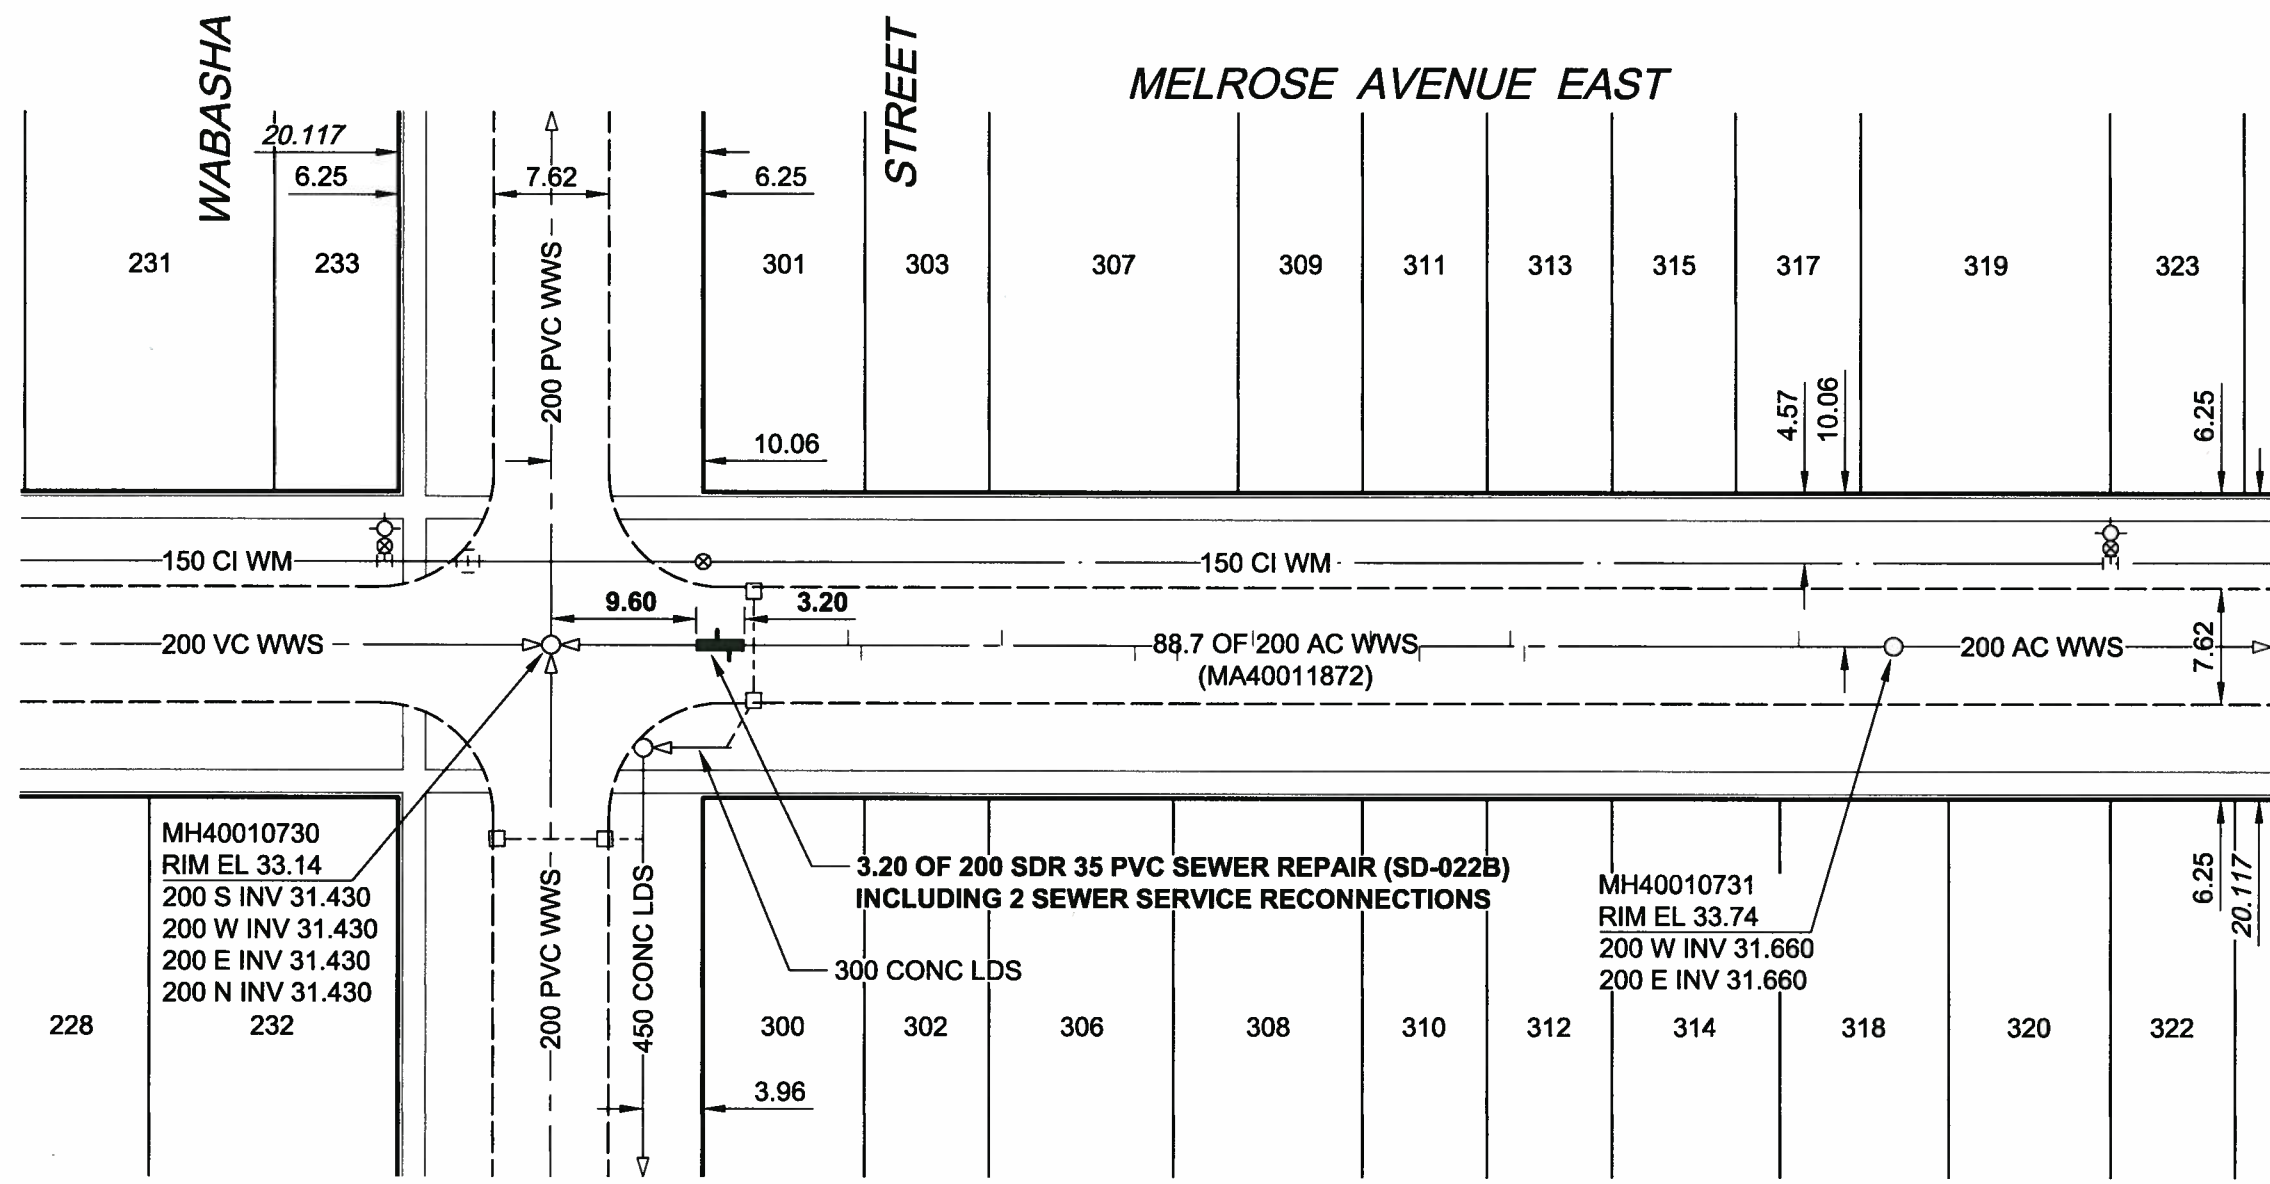 WABASHA
STREET
MELROSE AVENUE EAST
20.117
6.25
7.62
6.25
231
233
301
303
307
309
311
313
315
317
319
323
200 PVC WWS
4.57
10.06
6.25
10.06
150 CI WM
150 CI WM
9.60
3.20
200 VC WWS
88.7 OF 200 AC WWS
(MA40011872)
200 AC WWS
7.62
MH40010730
RIM EL 33.14
200 S INV 31.430
200 W INV 31.430
200 E INV 31.430
200 N INV 31.430
200 PVC WWS
450 CONC LDS
3.20 OF 200 SDR 35 PVC SEWER REPAIR (SD-022B)
INCLUDING 2 SEWER SERVICE RECONNECTIONS
300 CONC LDS
MH40010731
RIM EL 33.74
200 W INV 31.660
200 E INV 31.660
6.25
20.117
228
232
300
302
306
308
310
312
314
318
320
322
3.96